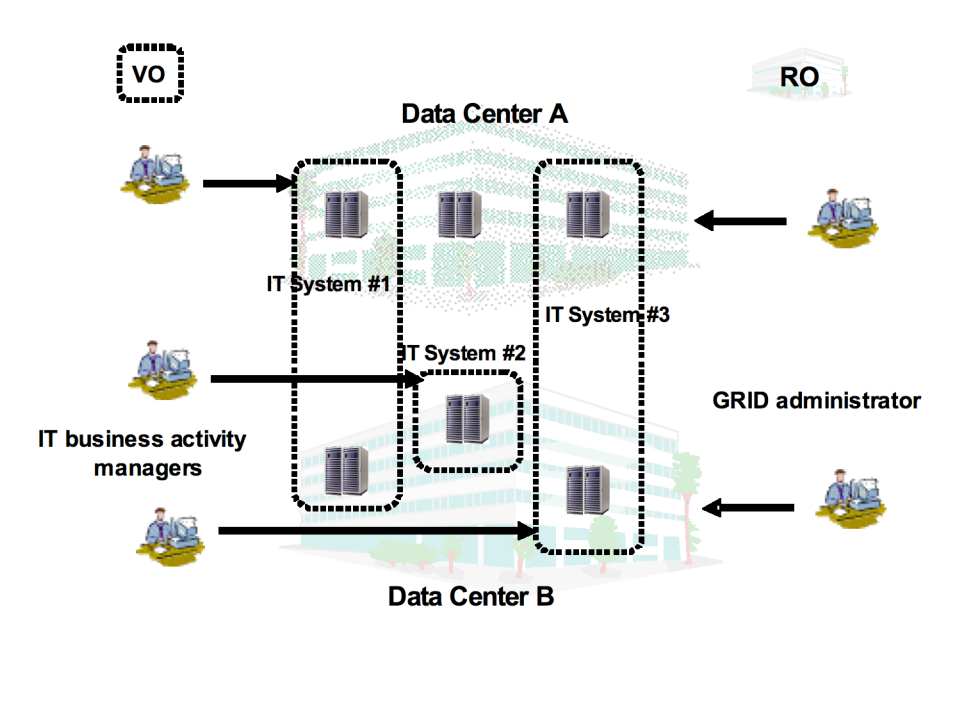 VO
RO
Data Center A
IT System #1
IT System #3
IT System #2
GRID administrator
IT business activity
managers
Data Center B